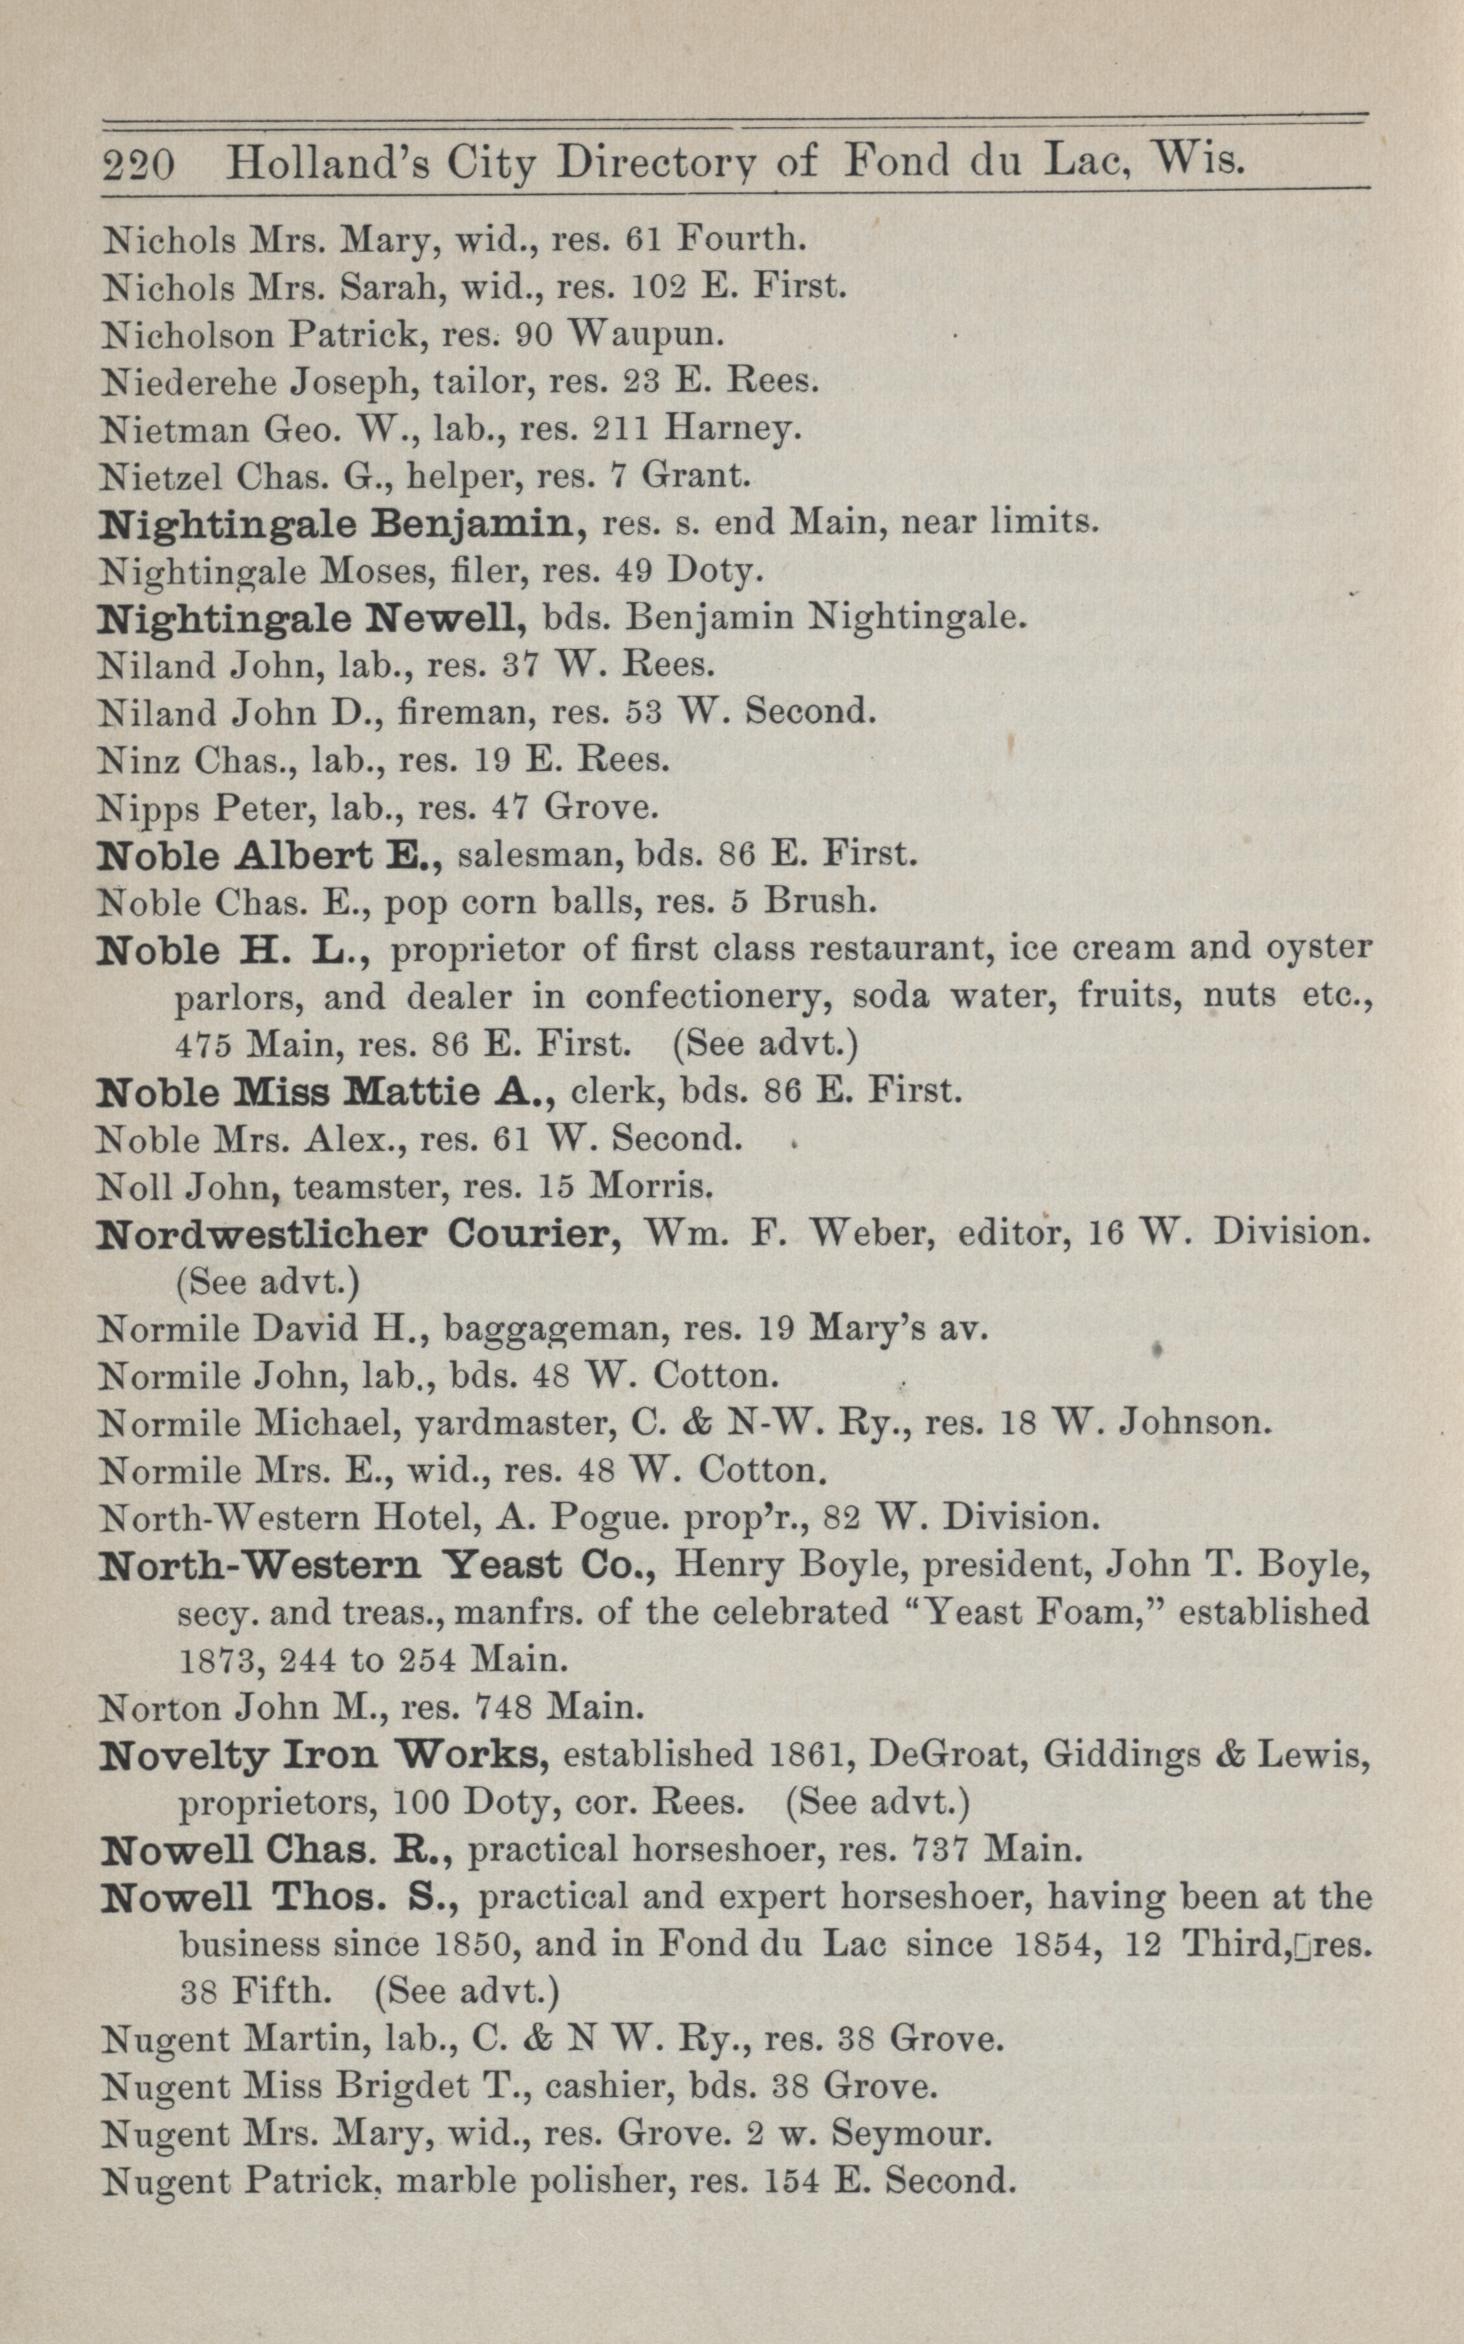 220 Holland's City Directory of Fond du Lac, Wis.
Nichols Mrs. Mary, wid., res. 61 Fourth.
Nichols Mrs. Sarah, wid., res. 102 E. First.
Nicholson Patrick, res. 90 Waupun.
Niederehe Joseph, tailor, res. 23 E. Rees.
Nietman Geo. W., lab., res. 211 Harney.
Nietzel Chas. G., helper, res. 7 Grant.
Nightingale Benjamin, res. s. end Main, near limits.
Nightingale Moses, filer, res. 49 Doty.
Nightingale Newell, bds. Benjamin Nightingale.
Niland John, lab., res. 37 W. Rees.
Niland John D., fireman, res. 53 W. Second.
Ninz Chas., lab., res. 19 E. Rees.
Nipps Peter, lab., res. 47 Grove.
Noble Albert E., salesman, bds. 86 E. First.
Noble Chas. E., pop corn balls, res. 5 Brush.
Noble H. L., proprietor of first class restaurant, ice cream and oyster
parlors, and dealer in confectionery, soda water, fruits, nuts etc.,
475 Main, res. 86 E. First. (See advt.)
Noble Miss Mattie A., clerk, bds. 86 E. First.
Noble Mrs. Alex., res. 61 W. Second.
Noll John, teamster, res. 15 Morris.
Nordwestlicher Courier, Wm. F. Weber, editor, 16 W. Division.
(See advt.)
Normile David H., baggageman, res. 19 Mary's av.
Normile John, lab., bds. 48 W. Cotton.
Normile Michael, yardmaster, C. & N-W. Ry., res. 18 W. Johnson.
Normile Mrs. E., wid., res. 48 W. Cotton.
North-Western Hotel, A. Pogue. prop'r., 82 W. Division.
North-Western Yeast Co., Henry Boyle, president, John T. Boyle,
secy. and treas., manfrs. of the celebrated “Yeast Foam,” established
1873, 244 to 254 Main.
Norton John M., res. 748 Main.
Novelty Iron Works, established 1861, DeGroat, Giddings & Lewis,
proprietors, 100 Doty, cor. Rees. (See advt.)
Nowell Chas. R., practical horseshoer, res. 737 Main.
Nowell Thos. S., practical and expert horseshoer, having been at the
business since 1850, and in Fond du Lac since 1854, 12 Third, res.
38 Fifth. (See advt.)
Nugent Martin, lab., C. & N W. Ry., res. 38 Grove.
Nugent Miss Brigdet T., cashier, bds. 38 Grove.
Nugent Mrs. Mary, wid., res. Grove. 2 w. Seymour.
Nugent Patrick, marble polisher, res. 154 E. Second.